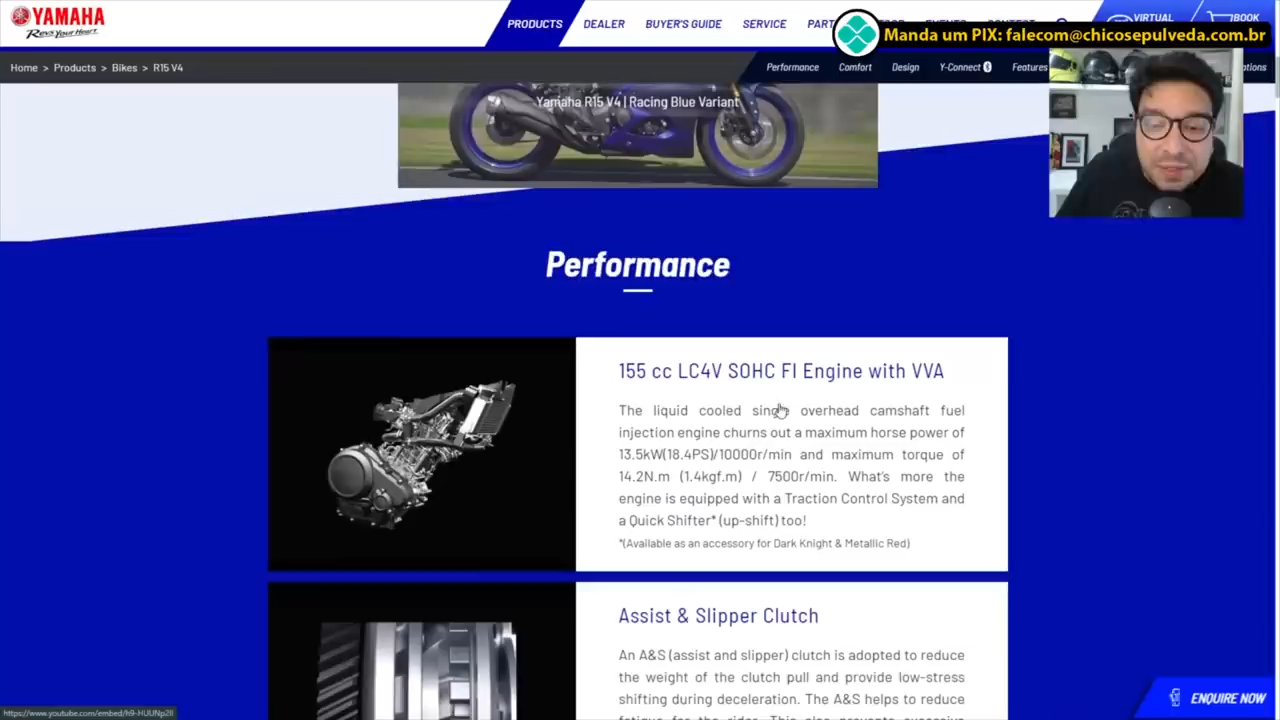 YAMAHA
Revs Your Heart
PRODUCTS
DEALER
BUYER'S GUIDE
SERVICE
VIRTUAL
BOOK
Manda um PIX: falecom@chicosepulveda.com.br
Home > Products > Bikes > R15 V4
Performance
Comfort
Design
Y-Connect
Features
Yamaha R15 V4 | Racing Blue Variant
Performance
155 cc LC4V SOHC FI Engine with VVA
The liquid cooled single overhead camshaft fuel
injection engine churns out a maximum horse power of
13.5kW(18.4PS)/10000r/min and maximum torque of
14.2N.m (1.4kgf.m) / 7500r/min. What's more the
engine is equipped with a Traction Control System and
a Quick Shifter* (up-shift) too!
*(Available as an accessory for Dark Knight & Metallic Red)
Assist & Slipper Clutch
An A&S (assist and slipper) clutch is adopted to reduce
the weight of the clutch pull and provide low-stress
shifting during deceleration. The A&S helps to reduce
ENQUIRE NOW